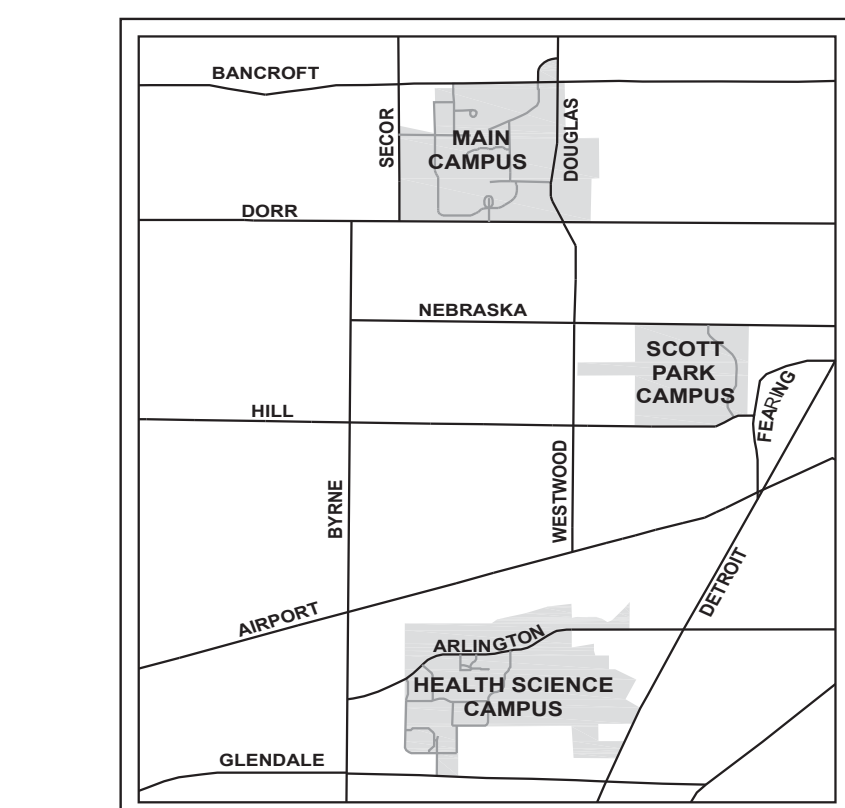 BANCROFT
SECOR
DOUGLAS
MAIN
CAMPUS
DORR
NEBRASKA
SCOTT
PARK
CAMPUS
FEARING
HILL
BYRNE
WESTWOOD
DETROIT
AIRPORT
ARLINGTON
HEALTH SCIENCE
CAMPUS
GLENDALE